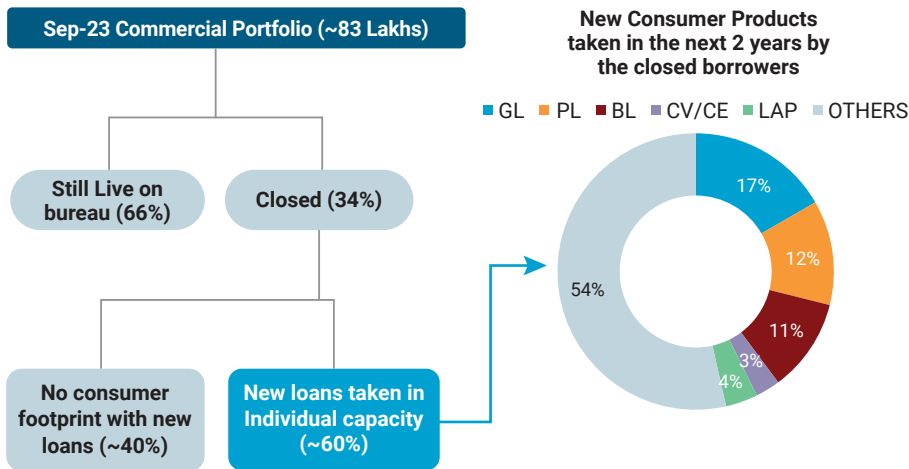 Sep-23 Commercial Portfolio (~83 Lakhs)
Still Live on
bureau (66%)
Closed (34%)
No consumer
footprint with new
loans (~40%)
New loans taken in
Individual capacity
(~60%)
New Consumer Products
taken in the next 2 years by
the closed borrowers
GL PL BL CV/CE LAP OTHERS
17%
12%
11%
3%
4%
54%